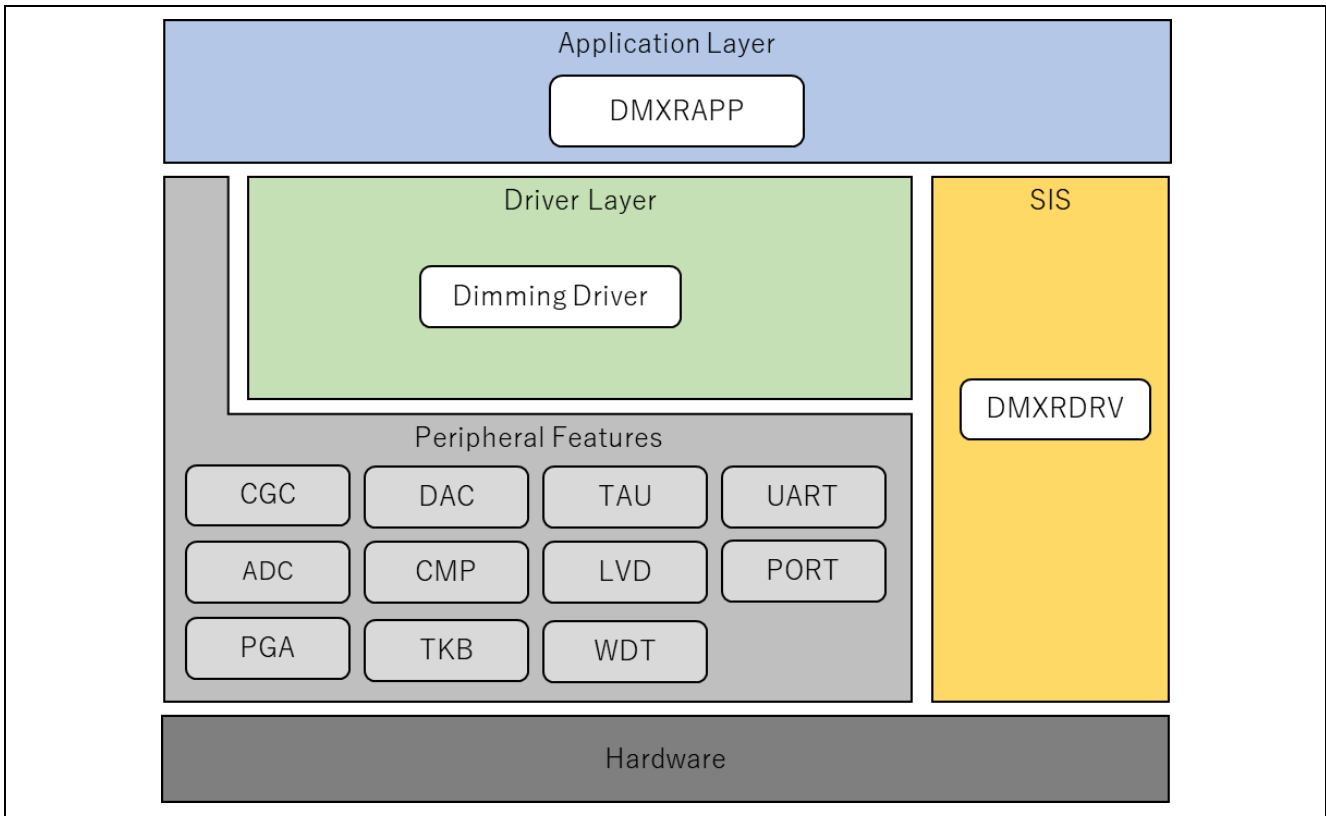 Application Layer
DMXRAPP
Driver Layer
Dimming Driver
SIS
DMXRDRV
Peripheral Features
CGC
DAC
TAU
UART
ADC
CMP
LVD
PORT
PGA
TKB
WDT
Hardware